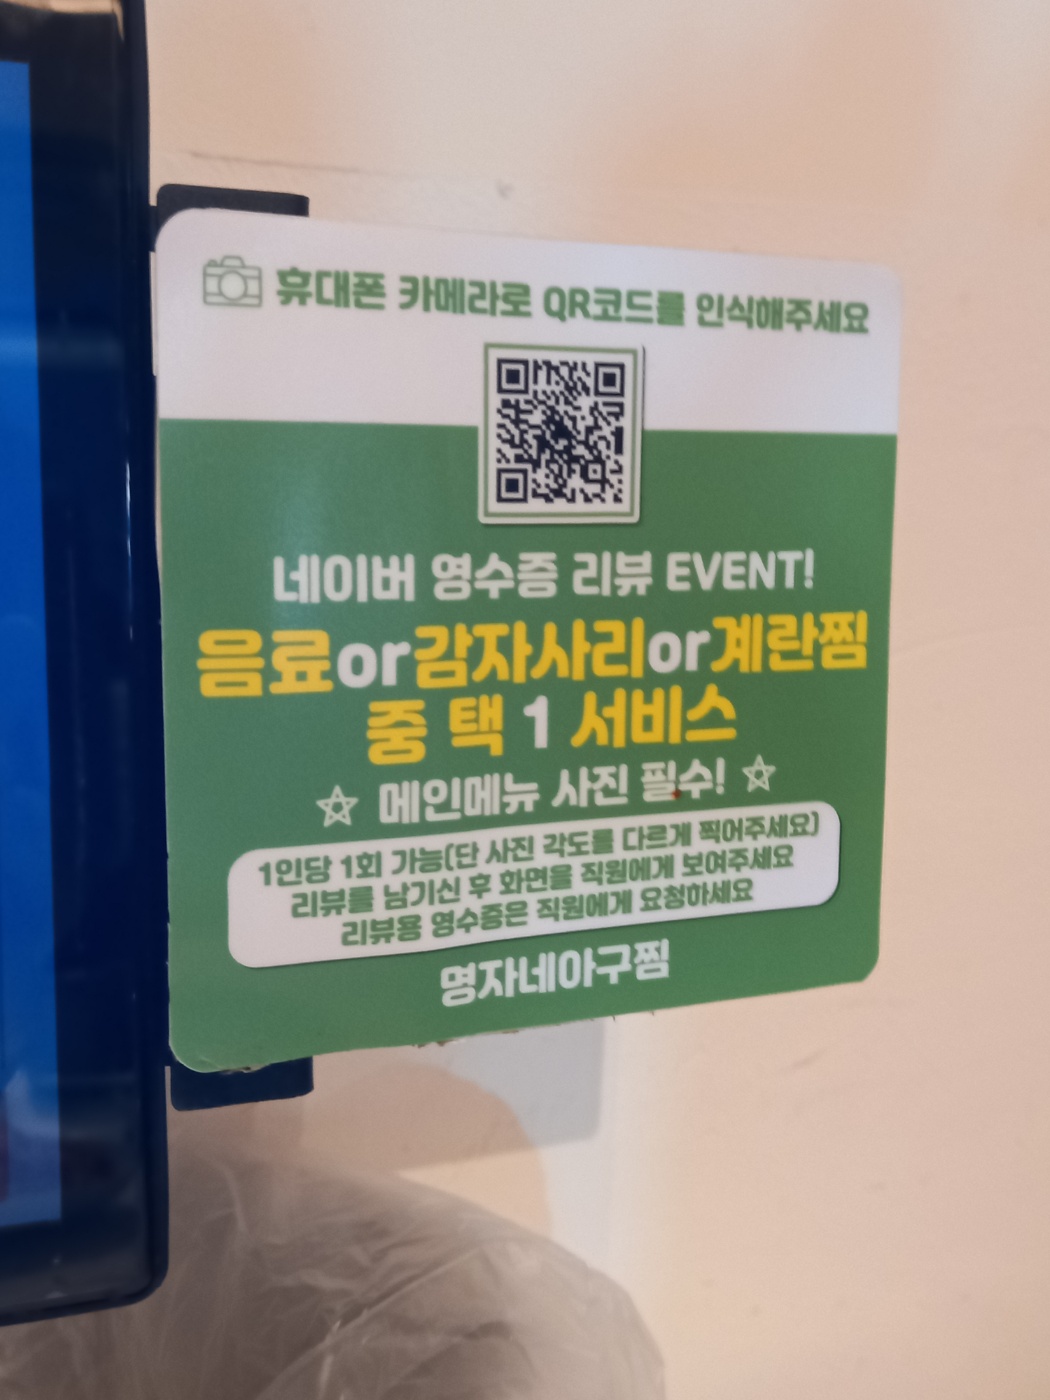 휴대폰 카메라로 QR코드를 인식해주세요
네이버 영수증 리뷰 EVENT!
음료or감자사리or계란찜
중 택 1 서비스
☆ 메인메뉴 사진 필수! ☆
1인당 1회 가능(단 사진 각도를 다르게 찍어주세요)
리뷰를 남기신 후 화면을 직원에게 보여주세요
리뷰용 영수증은 직원에게 요청하세요
명자네아구찜